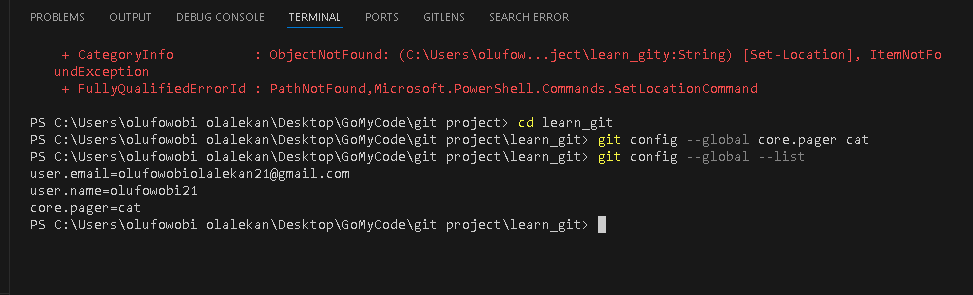 PROBLEMS OUTPUT DEBUG CONSOLE TERMINAL PORTS GITLENS SEARCH ERROR
+ CategoryInfo : ObjectNotFound: (C:\Users\olufow...ject\learn_gity:String) [Set-Location], ItemNotFo
undException
+ FullyQualifiedErrorId : PathNotFound,Microsoft.PowerShell.Commands.SetLocationCommand
PS C:\Users\olufowobi olalekan\Desktop\GoMyCode\git project> cd learn_git
PS C:\Users\olufowobi olalekan\Desktop\GoMyCode\git project\learn_git> git config --global core.pager cat
PS C:\Users\olufowobi olalekan\Desktop\GoMyCode\git project\learn_git> git config --global --list
user.email=olufowobiolalekan21@gmail.com
user.name=olufowobi21
core.pager=cat
PS C:\Users\olufowobi olalekan\Desktop\GoMyCode\git project\learn_git>